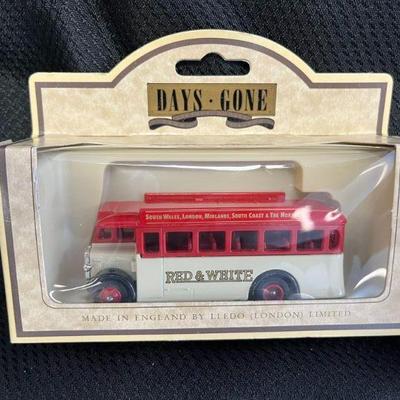 DAYS · GONE
SOUTH WALES, LONDON, MIDLANDS, SOUTH COAST & THE NORTH
RED & WHITE
MADE IN ENGLAND BY LLEDO (LONDON) LIMITED